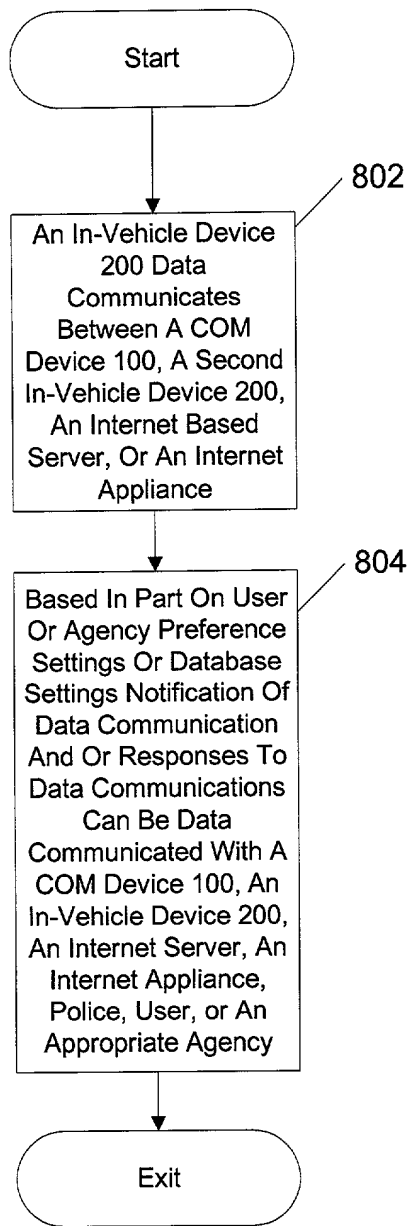 Start
802
An In-Vehicle Device
200 Data
Communicates
Between A COM
Device 100, A Second
In-Vehicle Device 200,
An Internet Based
Server, Or An Internet
Appliance
804
Based In Part On User
Or Agency Preference
Settings Or Database
Settings Notification Of
Data Communication
And Or Responses To
Data Communications
Can Be Data
Communicated With A
COM Device 100, An
In-Vehicle Device 200,
An Internet Server, An
Internet Appliance,
Police, User, or An
Appropriate Agency
Exit